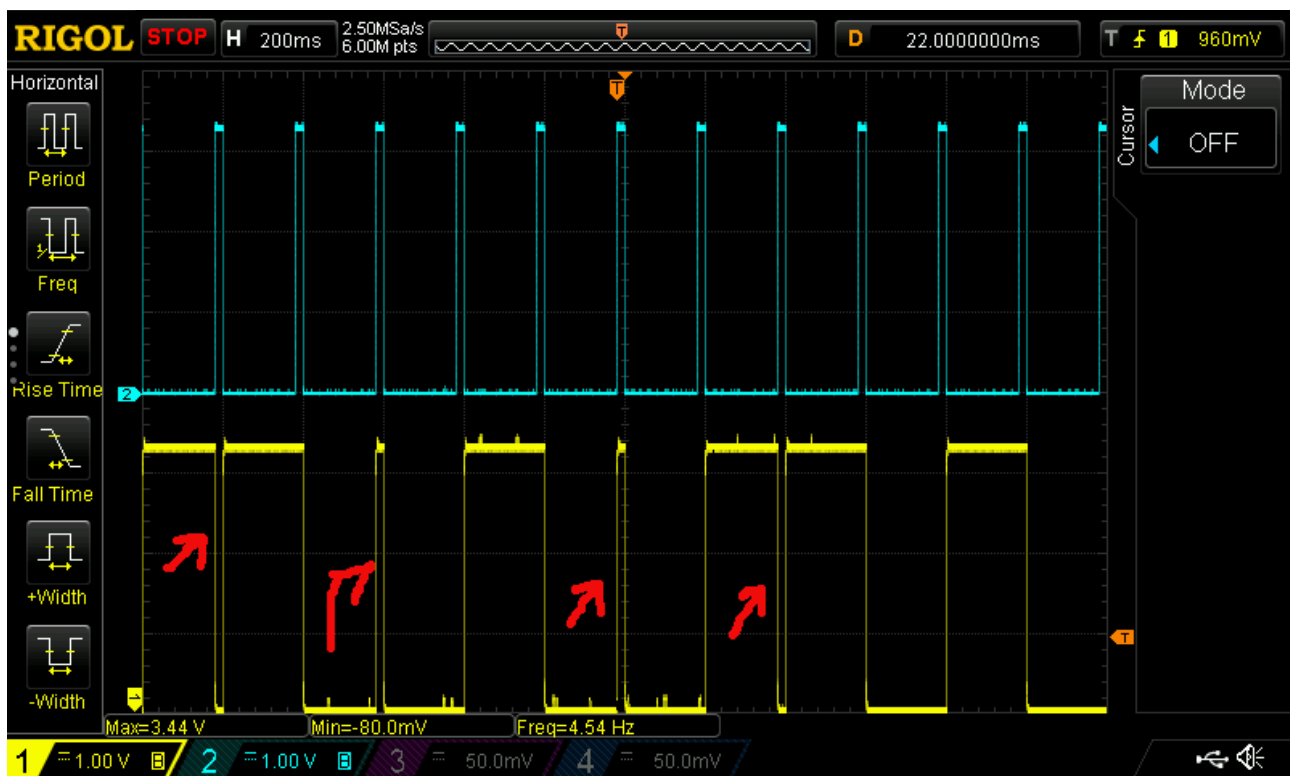 RIGOL STOP H 200ms 2.50MSa/s D 22.0000000ms T 1 960mV
6.00M pts
Horizontal
Period
Freq
Rise Time
Fall Time
+Width
-Width
T
2
T
Cursor
Mode
OFF
Max=3.44 V Min=-80.0mV Freq=4.54 Hz
1 1.00 V B 2 1.00 V B 3 50.0mV 4 50.0mV